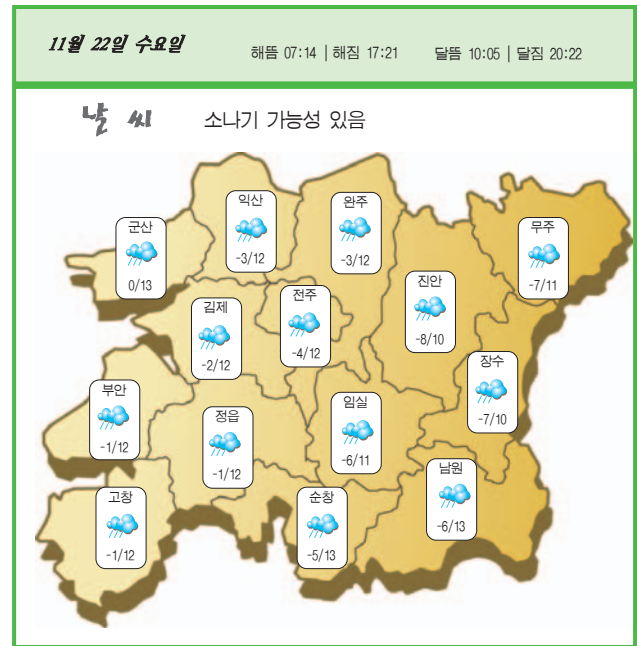 11월 22일 수요일
해뜸 07:14 | 해짐 17:21
달뜸 10:05 | 달짐 20:22
날 씨
소나기 가능성 있음
익산
-3/12
완주
-3/12
군산
0/13
무주
-7/11
진안
-8/10
전주
-4/12
김제
-2/12
장수
-7/10
부안
-1/12
임실
-6/11
정읍
-1/12
남원
-6/13
고창
-1/12
순창
-5/13